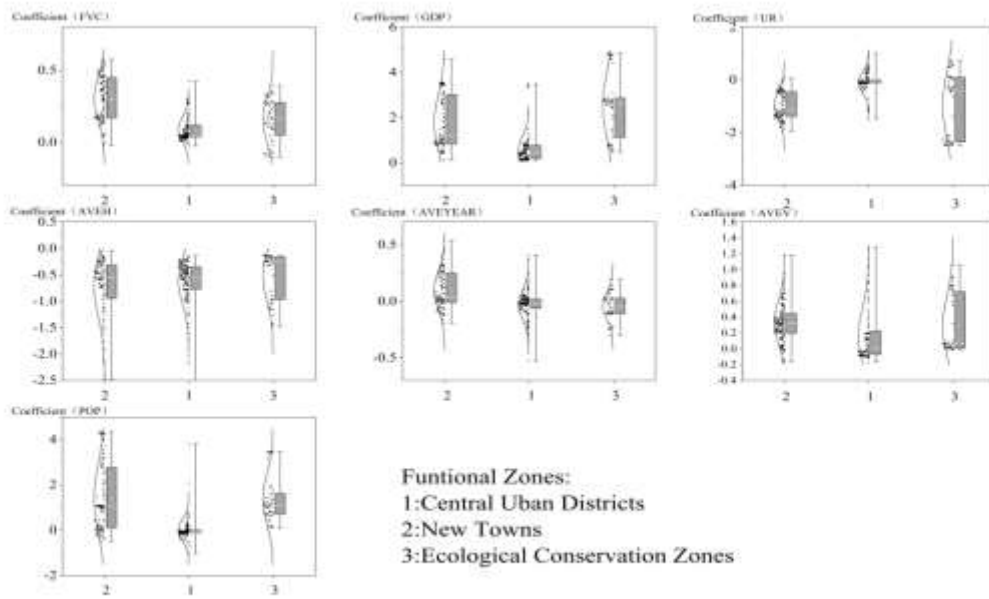 Coefficient（FVC）
0.5
0.0
2 1 3
Coefficient（GDP）
6
4
2
0
2 1 3
Coefficient（UR）
2
0
-2
-4
2 1 3
Coefficient（AVEH）
0.5
0.0
-0.5
-1.0
-1.5
-2.0
-2.5
2 1 3
Coefficient（AVEYEAR）
0.5
0.0
-0.5
2 1 3
Coefficient（AVEV）
1.6
1.4
1.2
1.0
0.8
0.6
0.4
0.2
0.0
-0.2
-0.4
2 1 3
Coefficient（POP）
4
2
0
-2
2 1 3
Funtional Zones:
1:Central Uban Districts
2:New Towns
3:Ecological Conservation Zones